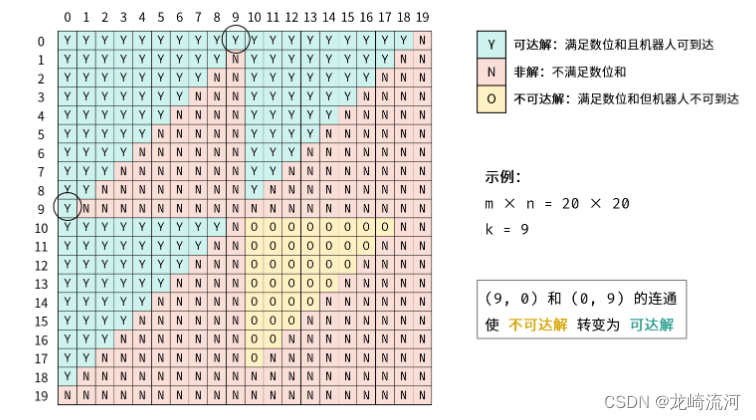 0 1 2 3 4 5 6 7 8 9 10 11 12 13 14 15 16 17 18 19
0 Y Y Y Y Y Y Y Y Y Y Y Y Y Y Y Y Y Y Y N
1 Y Y Y Y Y Y Y Y Y N Y Y Y Y Y Y Y Y N N
2 Y Y Y Y Y Y Y Y N N Y Y Y Y Y Y Y N N N
3 Y Y Y Y Y Y Y N N N Y Y Y Y Y Y N N N N
4 Y Y Y Y Y Y N N N N Y Y Y Y Y N N N N N
5 Y Y Y Y Y N N N N N Y Y Y Y N N N N N N
6 Y Y Y Y N N N N N N Y Y Y N N N N N N N
7 Y Y Y N N N N N N N Y Y N N N N N N N N
8 Y Y N N N N N N N N Y N N N N N N N N N
9 Y N N N N N N N N N N N N N N N N N N N
10 Y Y Y Y Y Y Y Y Y N O O O O O O O O N N
11 Y Y Y Y Y Y Y Y N N O O O O O O O N N N
12 Y Y Y Y Y Y Y N N N O O O O O O N N N N
13 Y Y Y Y Y Y N N N N O O O O O N N N N N
14 Y Y Y Y Y N N N N N O O O O N N N N N N
15 Y Y Y Y N N N N N N O O O N N N N N N N
16 Y Y Y N N N N N N N O O N N N N N N N N
17 Y Y N N N N N N N N O N N N N N N N N N
18 Y N N N N N N N N N N N N N N N N N N N
19 N N N N N N N N N N N N N N N N N N N N
Y 可达解：满足数位和且机器人可到达
N 非解：不满足数位和
O 不可达解：满足数位和但机器人不可到达
示例：
m × n = 20 × 20
k = 9
(9, 0) 和 (0, 9) 的连通
使 不可达解 转变为 可达解
CSDN @龙崎流河